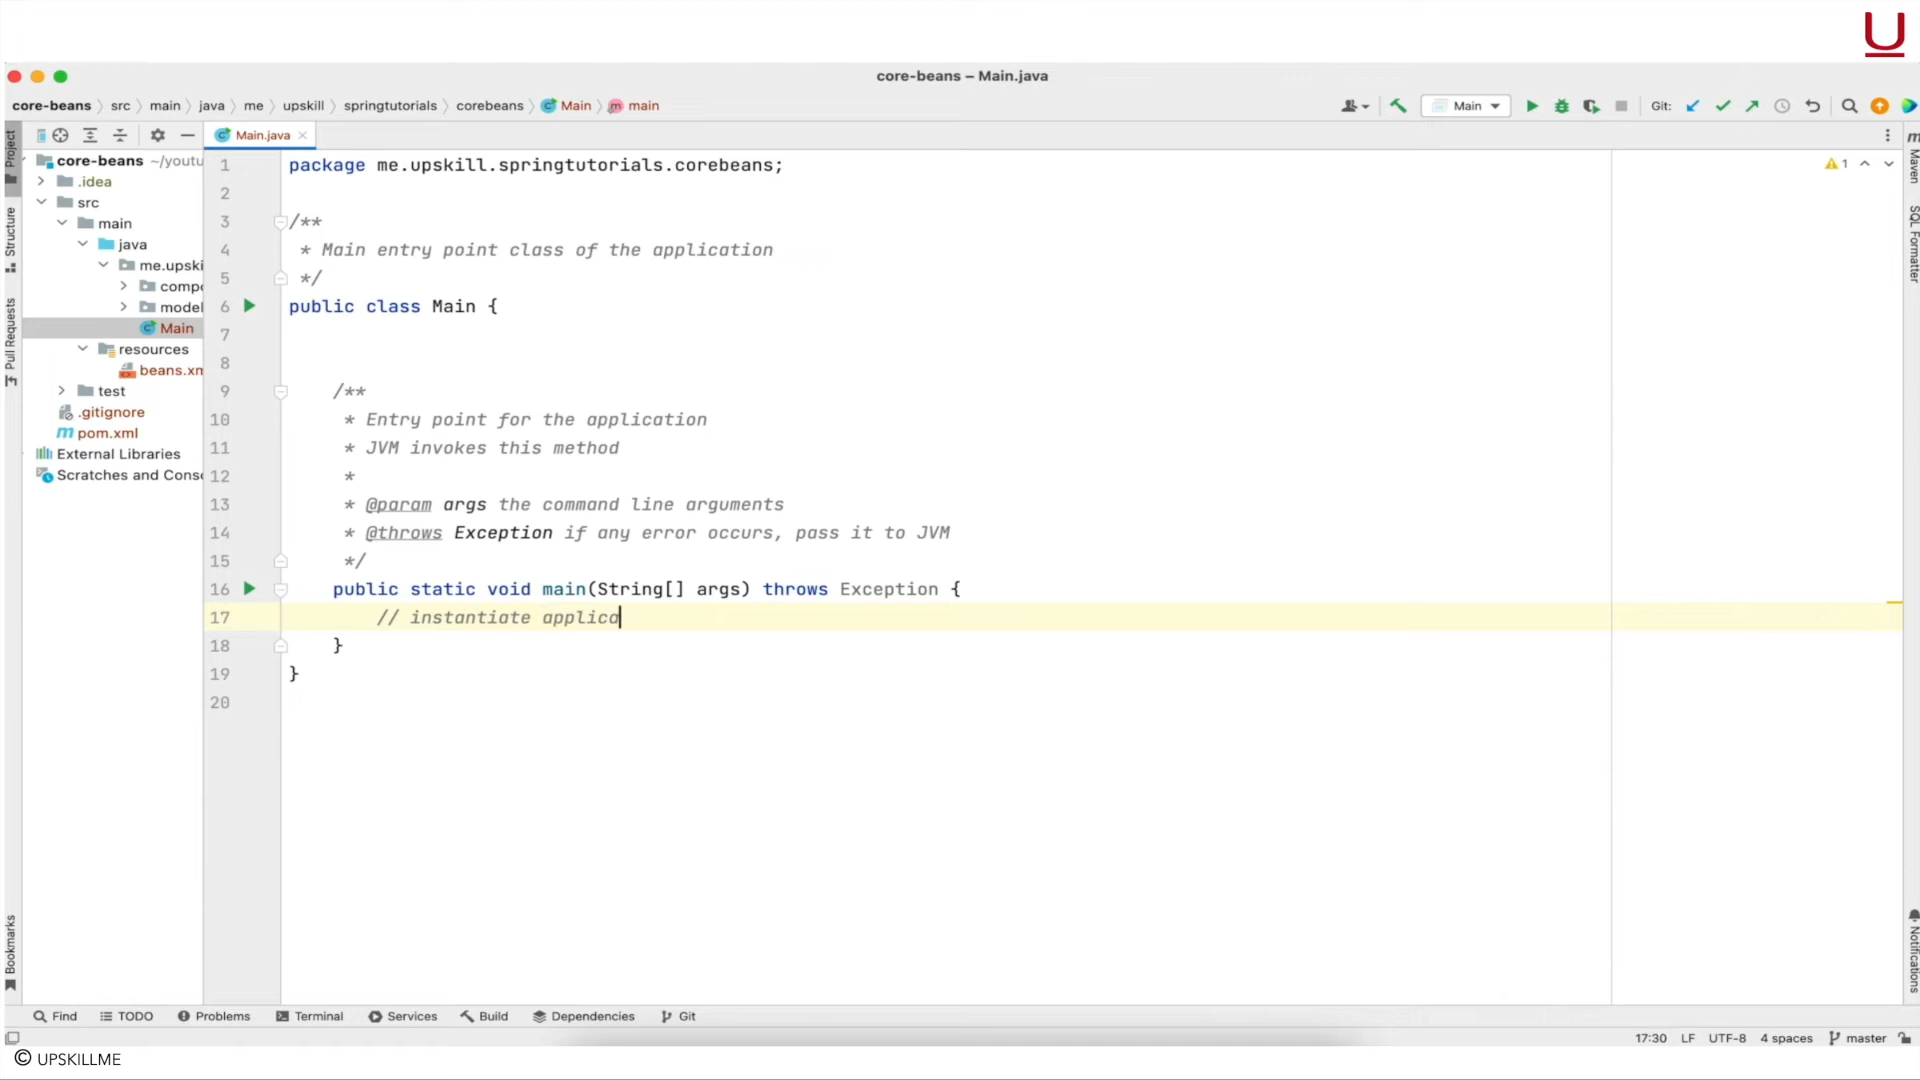 U
core-beans – Main.java
core-beans src main java me upskill springtutorials corebeans Main m main
Main Git:
Project
Structure
Pull Requests
Bookmarks
core-beans ~/youtu
.idea
src
main
java
me.upski
compo
model
Main
resources
beans.xm
test
.gitignore
m pom.xml
External Libraries
Scratches and Conso
Main.java
1 package me.upskill.springtutorials.corebeans;
2
3 /**
4 * Main entry point class of the application
5 */
6 public class Main {
7
8
9 /**
10 * Entry point for the application
11 * JVM invokes this method
12 *
13 * @param args the command line arguments
14 * @throws Exception if any error occurs, pass it to JVM
15 */
16 public static void main(String[] args) throws Exception {
17 // instantiate applica
18 }
19 }
20
1
m
Maven
SQL Formatter
Notifications
Find TODO Problems Terminal Services Build Dependencies Git
17:30 LF UTF-8 4 spaces master
© UPSKILLME